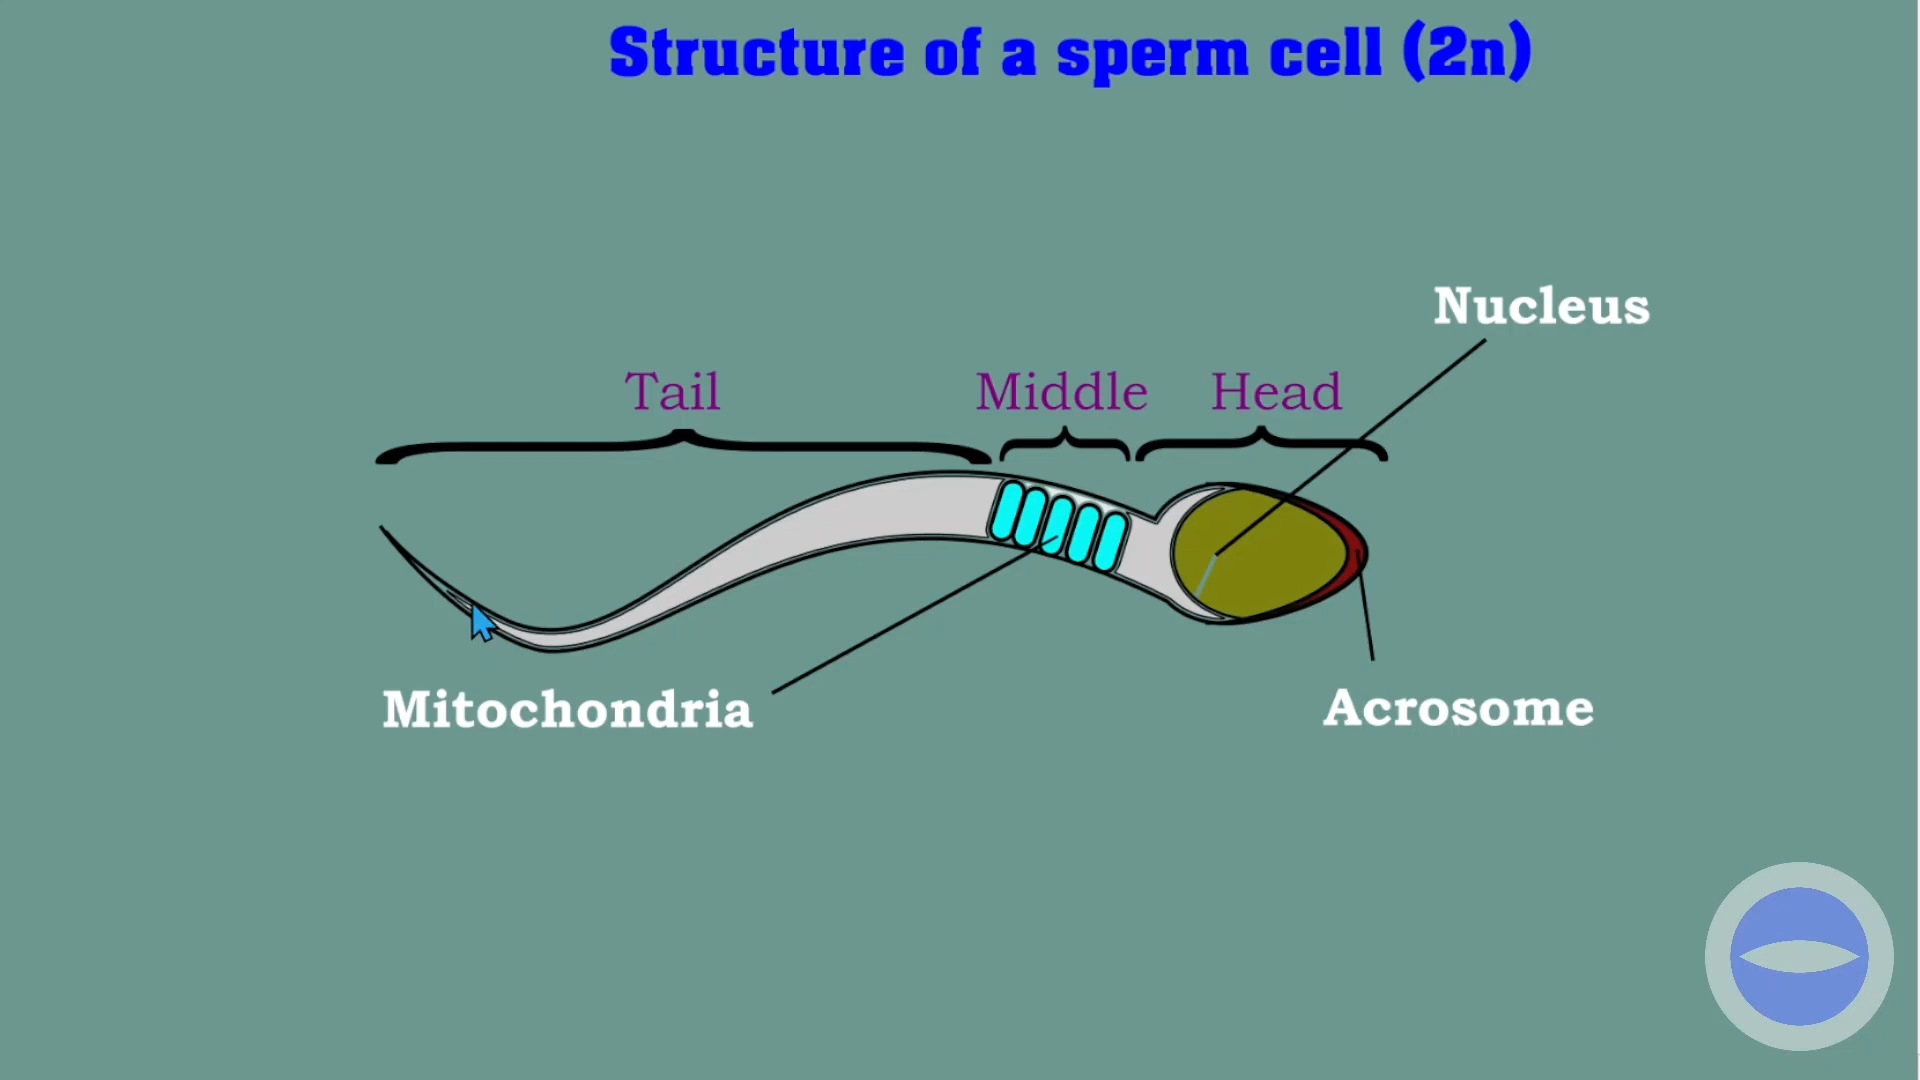 Structure of a sperm cell (2n)
Nucleus
Tail
Middle
Head
Mitochondria
Acrosome